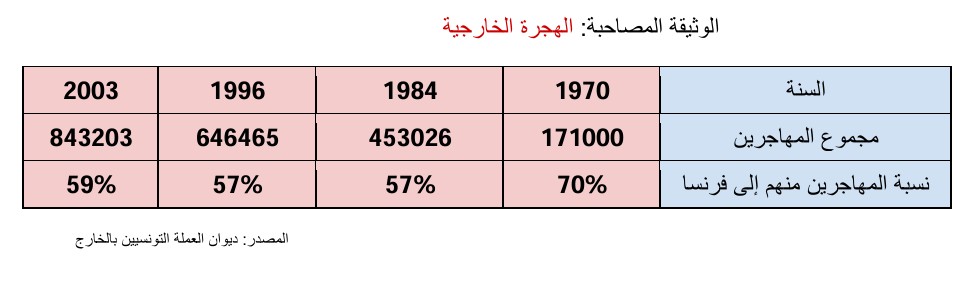 الوثيقة المصاحبة: الهجرة الخارجية
السنة 1970 1984 1996 2003
مجموع المهاجرين 171000 453026 646465 843203
نسبة المهاجرين منهم إلى فرنسا 70% 57% 57% 59%
المصدر: ديوان العملة التونسيين بالخارج